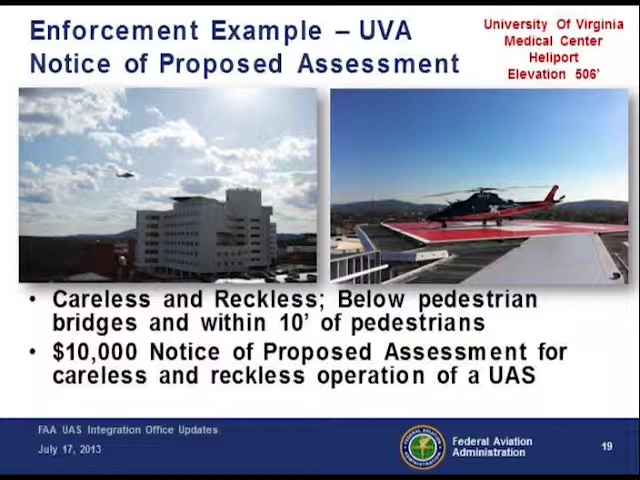 Enforcement Example – UVA
Notice of Proposed Assessment
University Of Virginia
Medical Center
Heliport
Elevation 506'
• Careless and Reckless; Below pedestrian
bridges and within 10' of pedestrians
• $10,000 Notice of Proposed Assessment for
careless and reckless operation of a UAS
FAA UAS Integration Office Updates
July 17, 2013
Federal Aviation
Administration
19